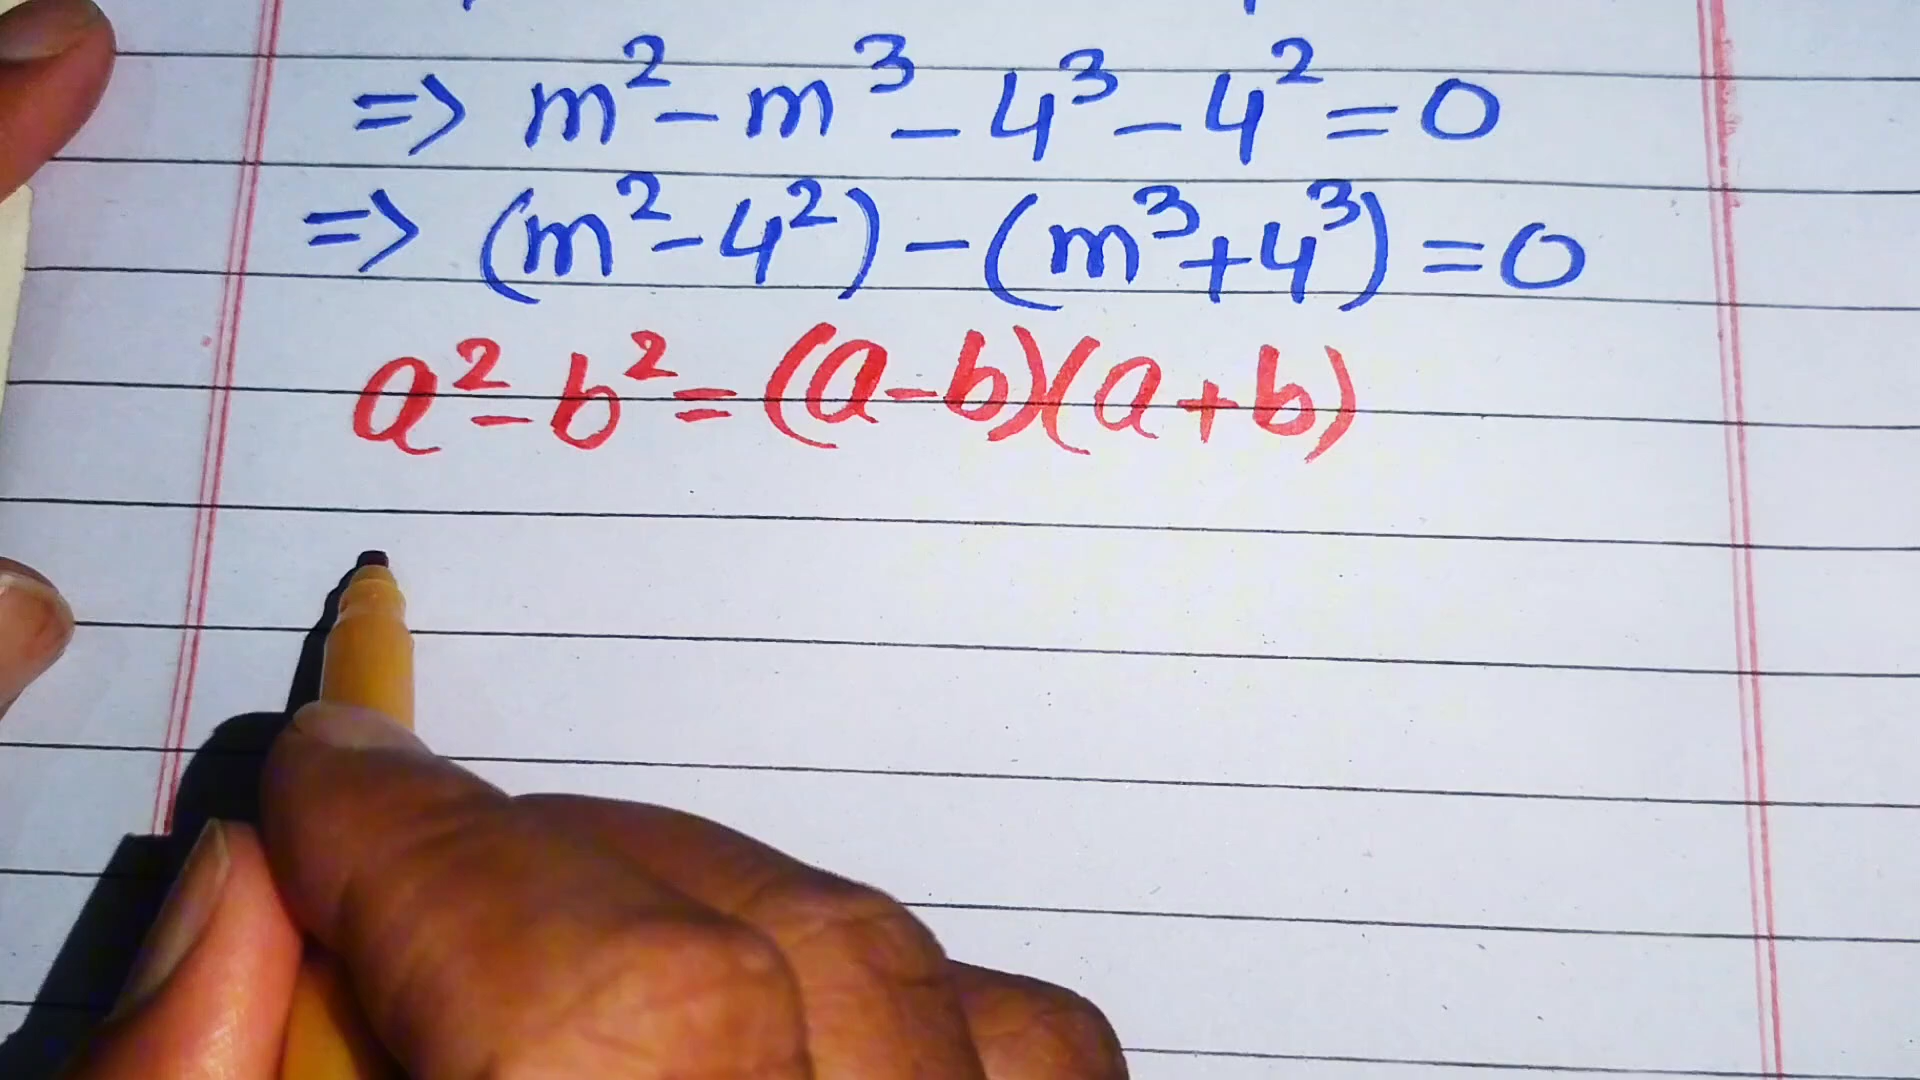 => m² - m³ - 4³ - 4² = 0
=> (m² - 4²) - (m³ + 4³) = 0
a² - b² = (a - b)(a + b)